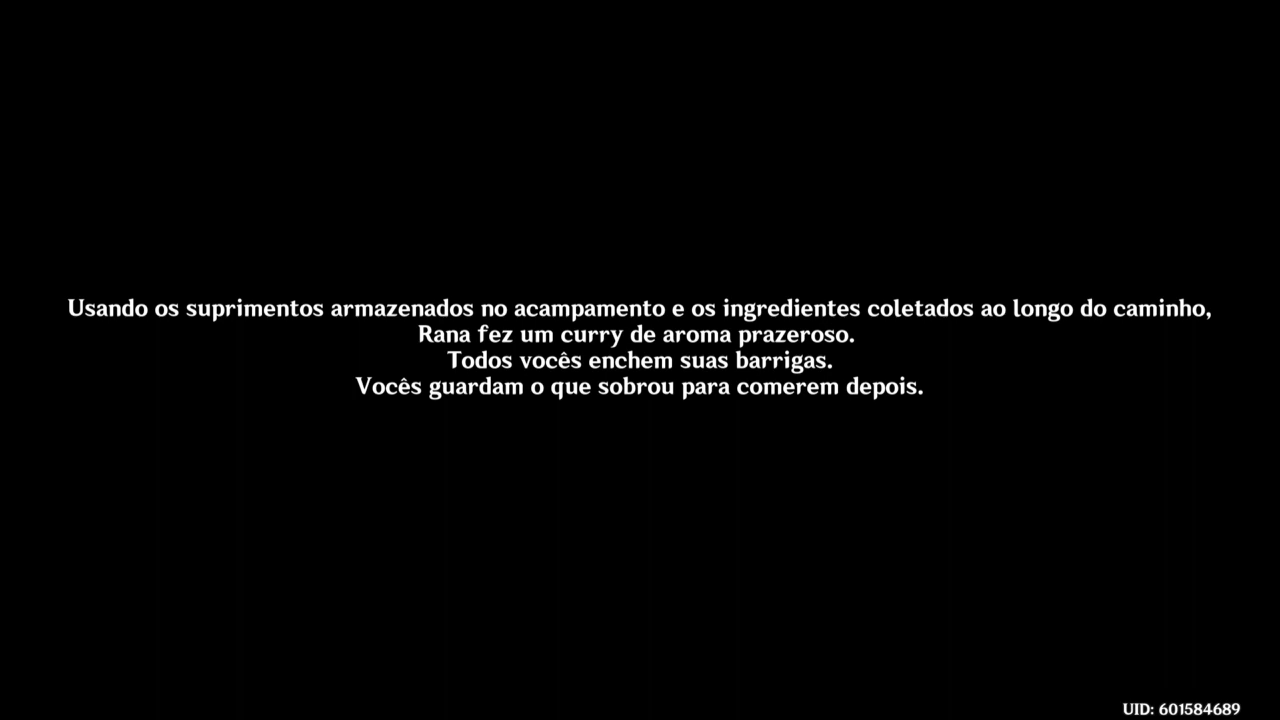 Usando os suprimentos armazenados no acampamento e os ingredientes coletados ao longo do caminho,
Rana fez um curry de aroma prazeroso.
Todos vocês enchem suas barrigas.
Vocês guardam o que sobrou para comerem depois.
UID: 601584689